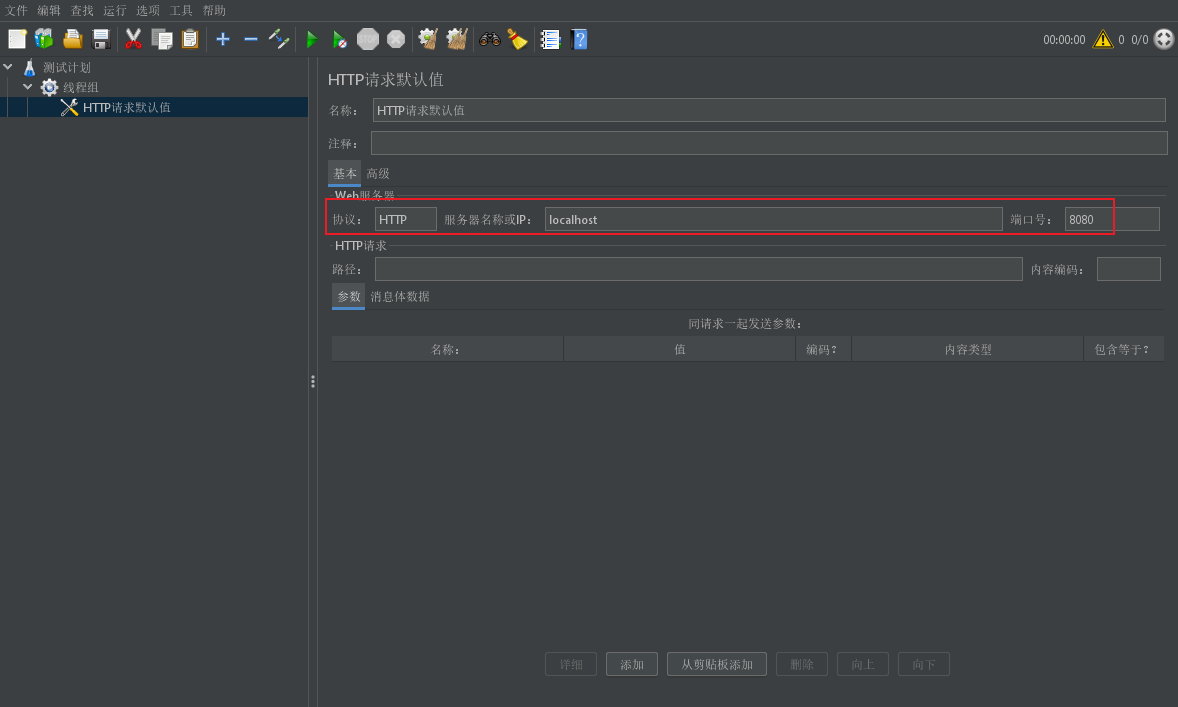 文件 编辑 查找 运行 选项 工具 帮助
00:00:00 0 0/0
测试计划
线程组
HTTP请求默认值
HTTP请求默认值
名称： HTTP请求默认值
注释：
基本 高级
Web服务器
协议： HTTP 服务器名称或IP： localhost 端口号： 8080
HTTP请求
路径： 内容编码：
参数 消息体数据
同请求一起发送参数：
名称： 值 编码？ 内容类型 包含等于？
详细 添加 从剪贴板添加 删除 向上 向下